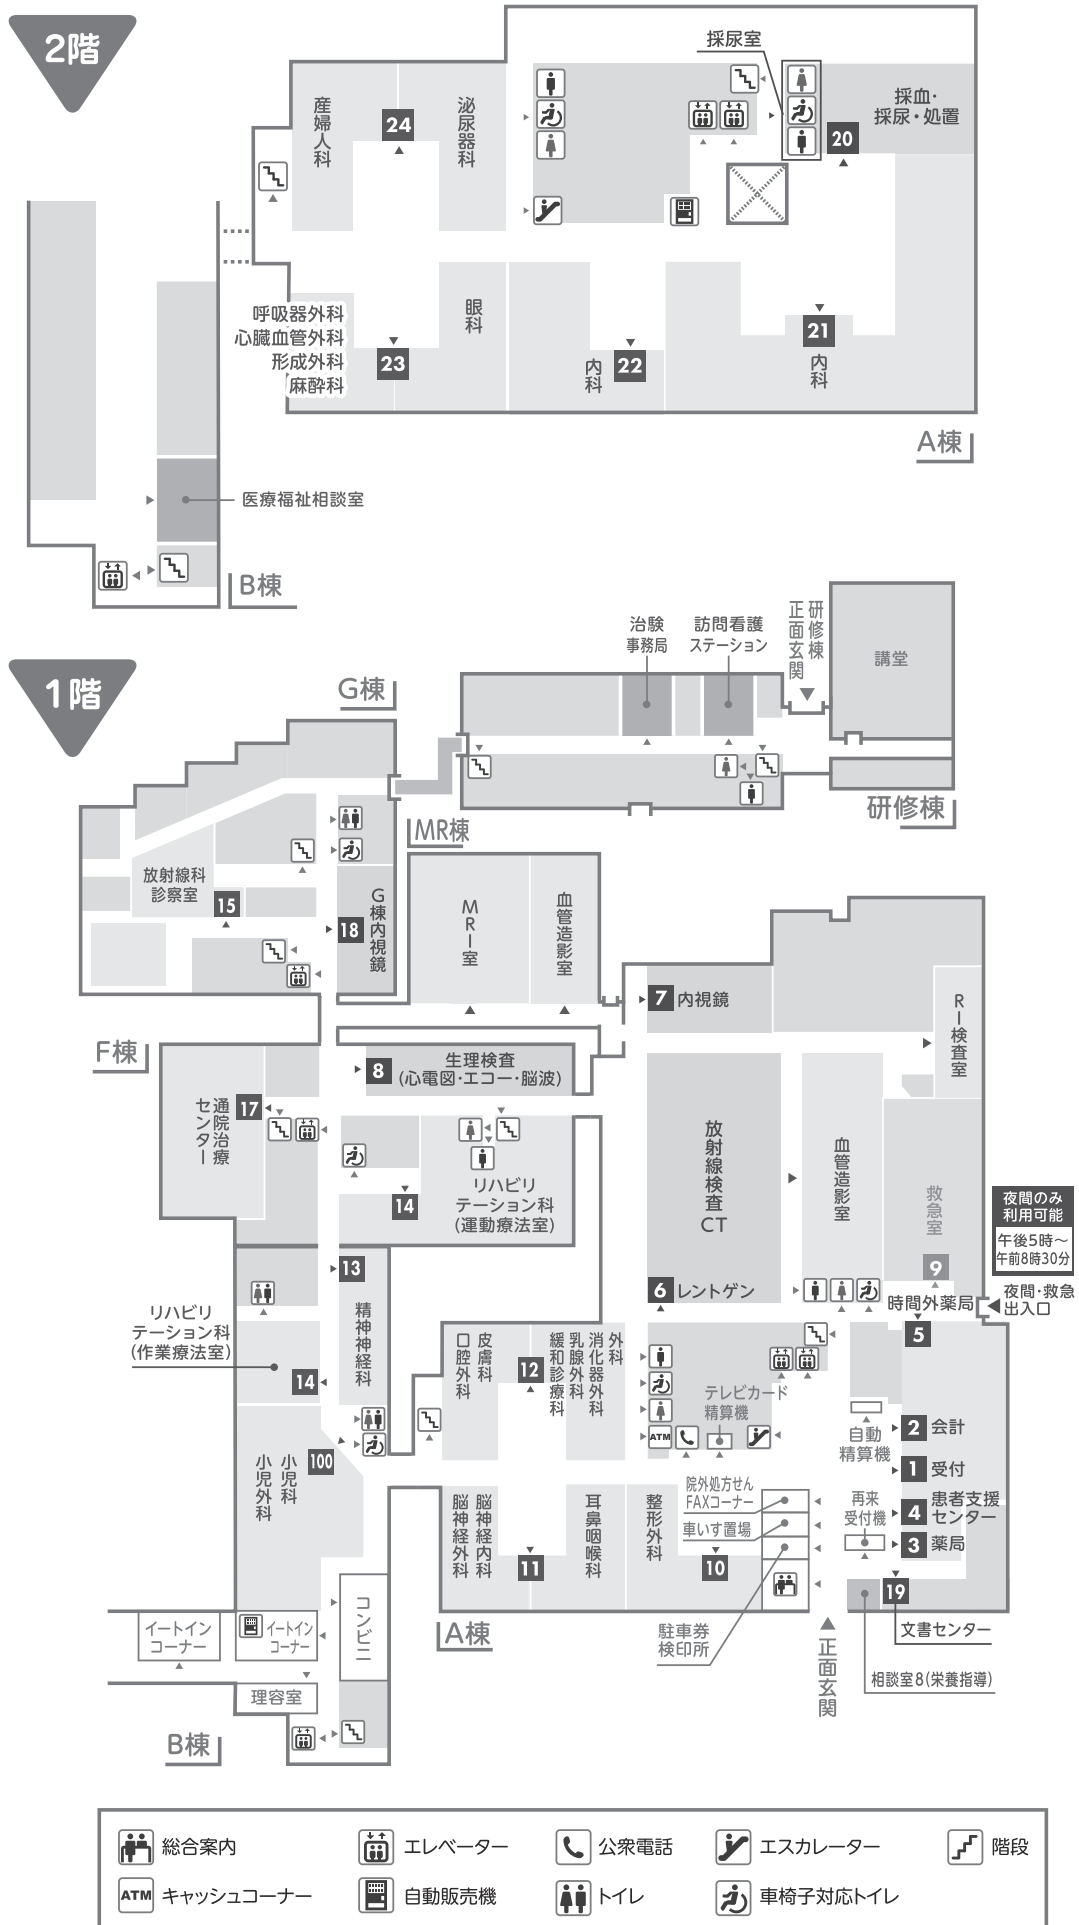 2階
採尿室
産婦人科
24
泌尿器科
採血・
採尿・処置
20
呼吸器外科
心臓血管外科
形成外科
麻酔科
23
眼科
内科
22
21
内科
A棟
医療福祉相談室
B棟
1階
G棟
治験
事務局
訪問看護
ステーション
研修棟
正面玄関
講堂
研修棟
MR棟
放射線科
診察室
15
18
G棟内視鏡
MRI室
血管造影室
7 内視鏡
RI検査室
F棟
8
生理検査
(心電図・エコー・脳波)
通院治療
センター
17
14
リハビリ
テーション科
(運動療法室)
放射線検査
CT
血管造影室
救急室
9
夜間のみ
利用可能
午後5時〜
午前8時30分
夜間・救急
出入口
13
精神神経科
6 レントゲン
時間外薬局
5
リハビリ
テーション科
(作業療法室)
14
皮膚科
口腔外科
12
外科
消化器外科
乳腺外科
緩和診療科
ATM
テレビカード
精算機
自動
精算機
2 会計
1 受付
再来
受付機
4 患者支援
センター
3 薬局
100
小児科
小児外科
脳神経内科
脳神経外科
11
耳鼻咽喉科
整形外科
10
院外処方せん
FAXコーナー
車いす置場
駐車券
検印所
19
文書センター
相談室8(栄養指導)
正面玄関
A棟
コンビニ
イートイン
コーナー
イートイン
コーナー
理容室
B棟
総合案内
エレベーター
公衆電話
エスカレーター
階段
ATM キャッシュコーナー
自動販売機
トイレ
車椅子対応トイレ